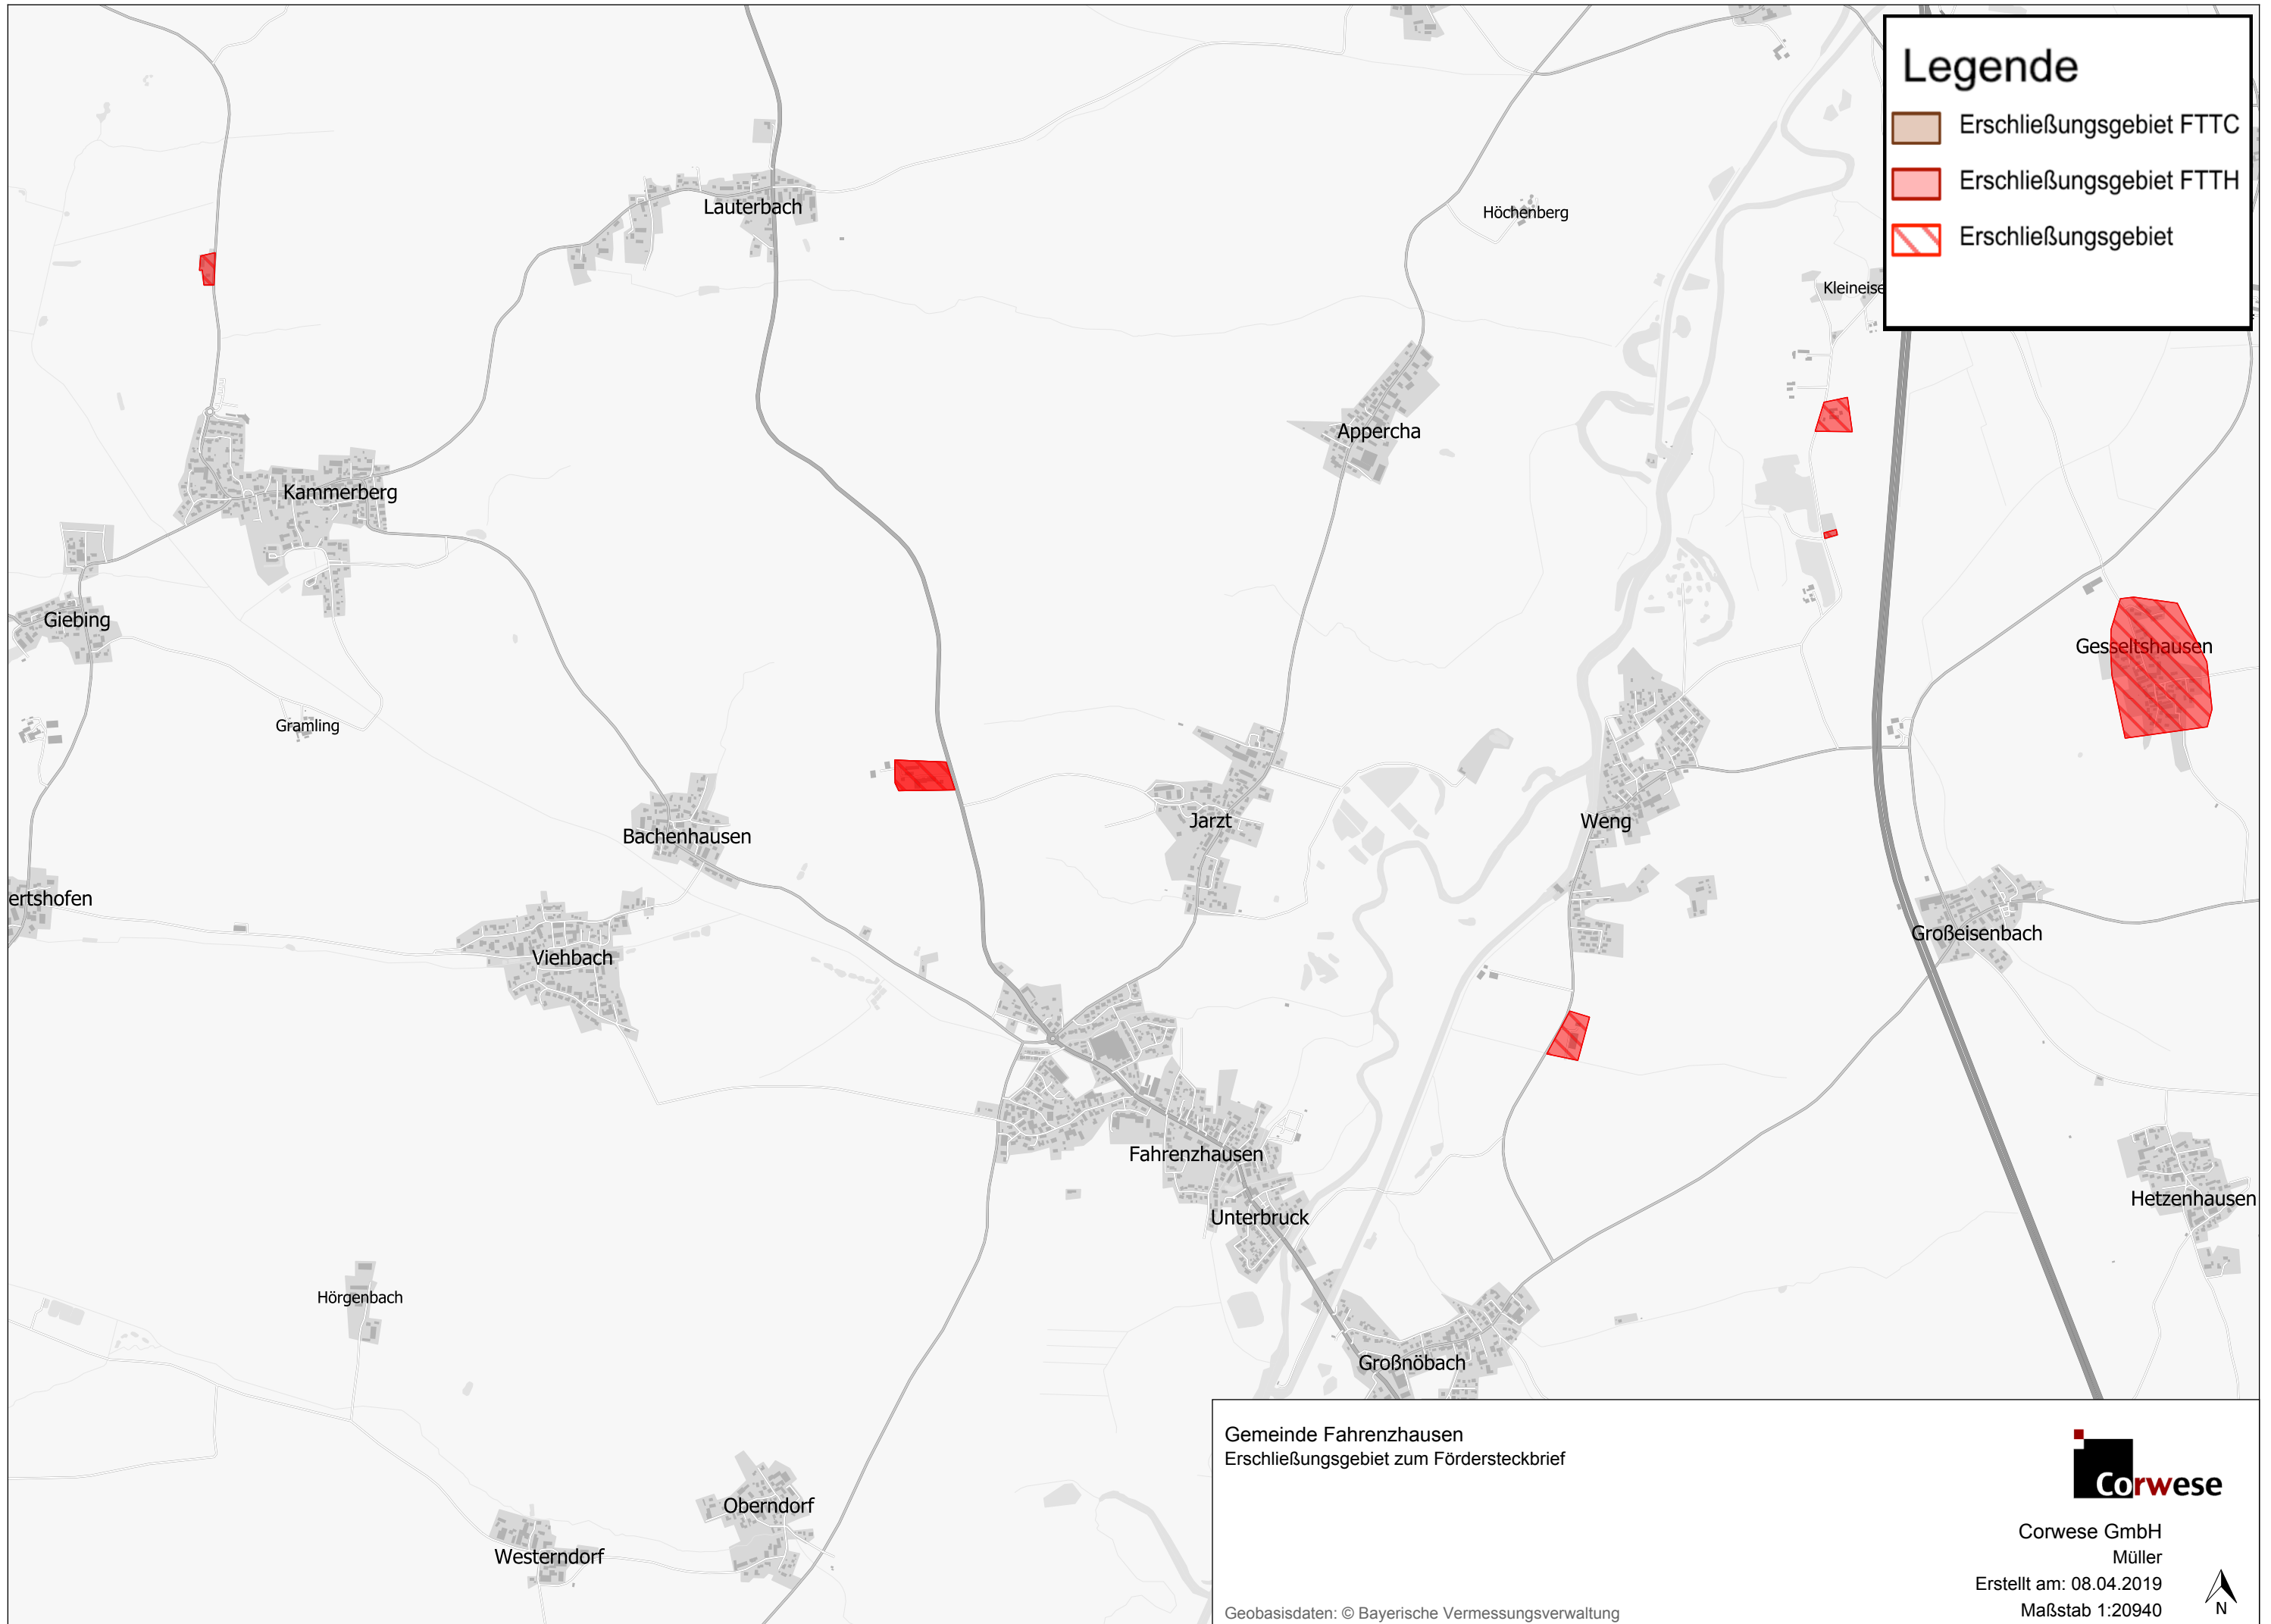 Legende
Erschließungsgebiet FTTC
Erschließungsgebiet FTTH
Erschließungsgebiet
Lauterbach
Höchenberg
Kleineise
Appercha
Kammerberg
Giebing
Gesseltshausen
Gramling
Jarzt
Weng
Bachenhausen
ertshofen
Großeisenbach
Viehbach
Fahrenzhausen
Hetzenhausen
Unterbruck
Hörgenbach
Großnöbach
Oberndorf
Westerndorf
Gemeinde Fahrenzhausen
Erschließungsgebiet zum Fördersteckbrief
Corwese
Corwese GmbH
Müller
Erstellt am: 08.04.2019
Maßstab 1:20940
N
Geobasisdaten: © Bayerische Vermessungsverwaltung